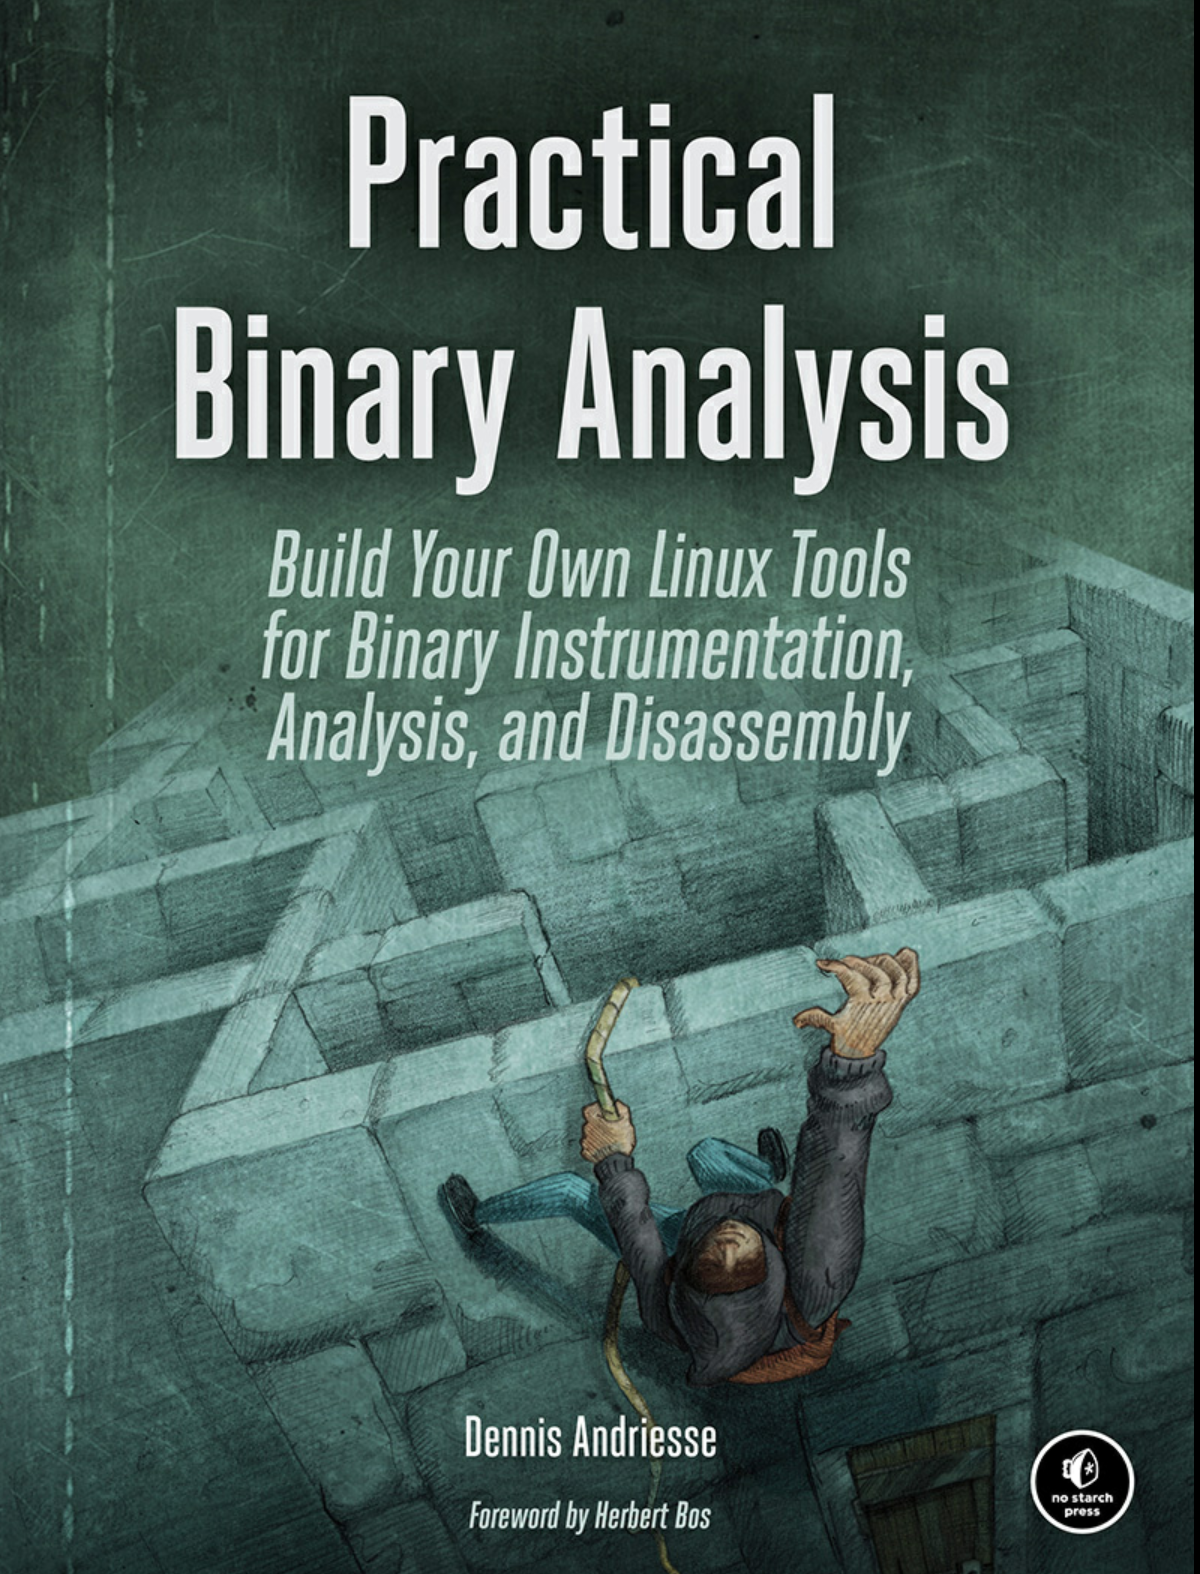 Practical
Binary Analysis
Build Your Own Linux Tools
for Binary Instrumentation,
Analysis, and Disassembly
Dennis Andriesse
Foreword by Herbert Bos
no starch
press